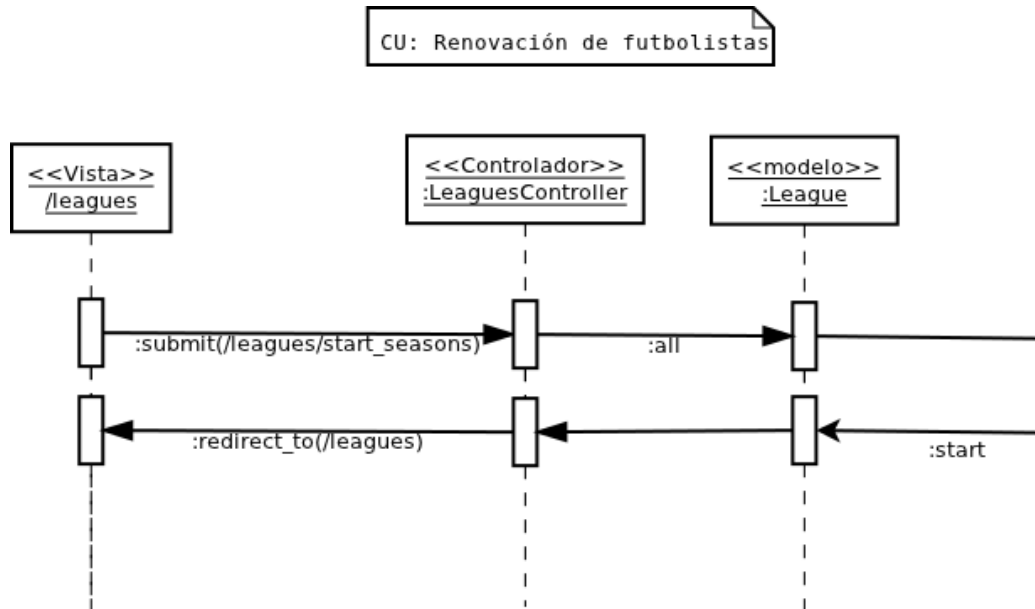 CU: Renovación de futbolistas
<<Vista>>
/leagues
<<Controlador>>
:LeaguesController
<<modelo>>
:League
:submit(/leagues/start_seasons)
:all
:redirect_to(/leagues)
:start